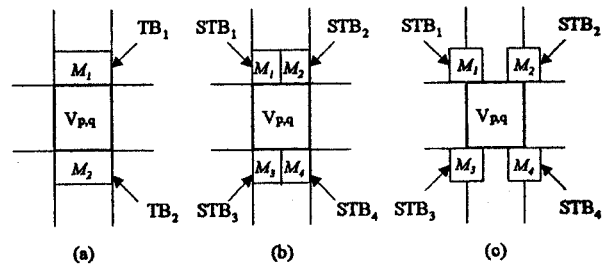 TB1 STB1 STB2 STB1 STB2
M1 M1 M2 M1 M2
Vp,q Vp,q Vp,q
M2 M3 M4 M3 M4
TB2 STB3 STB4 STB3 STB4
(a) (b) (c)